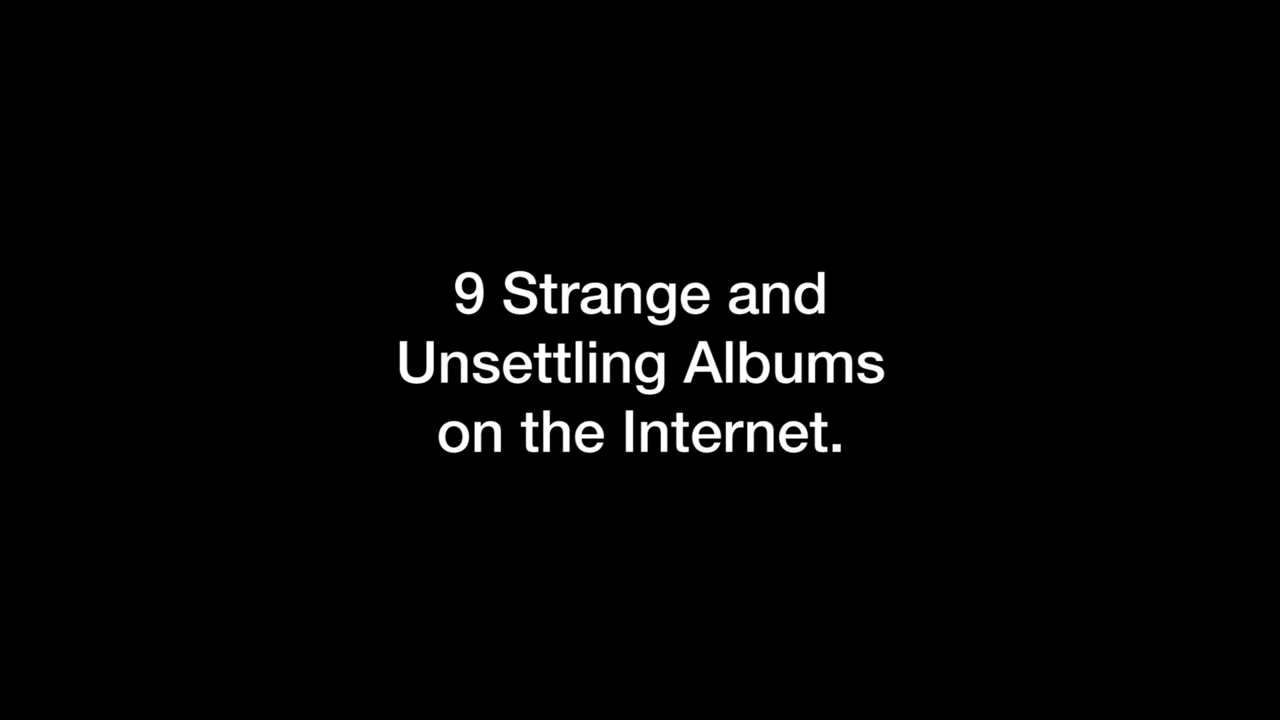 9 Strange and
Unsettling Albums
on the Internet.